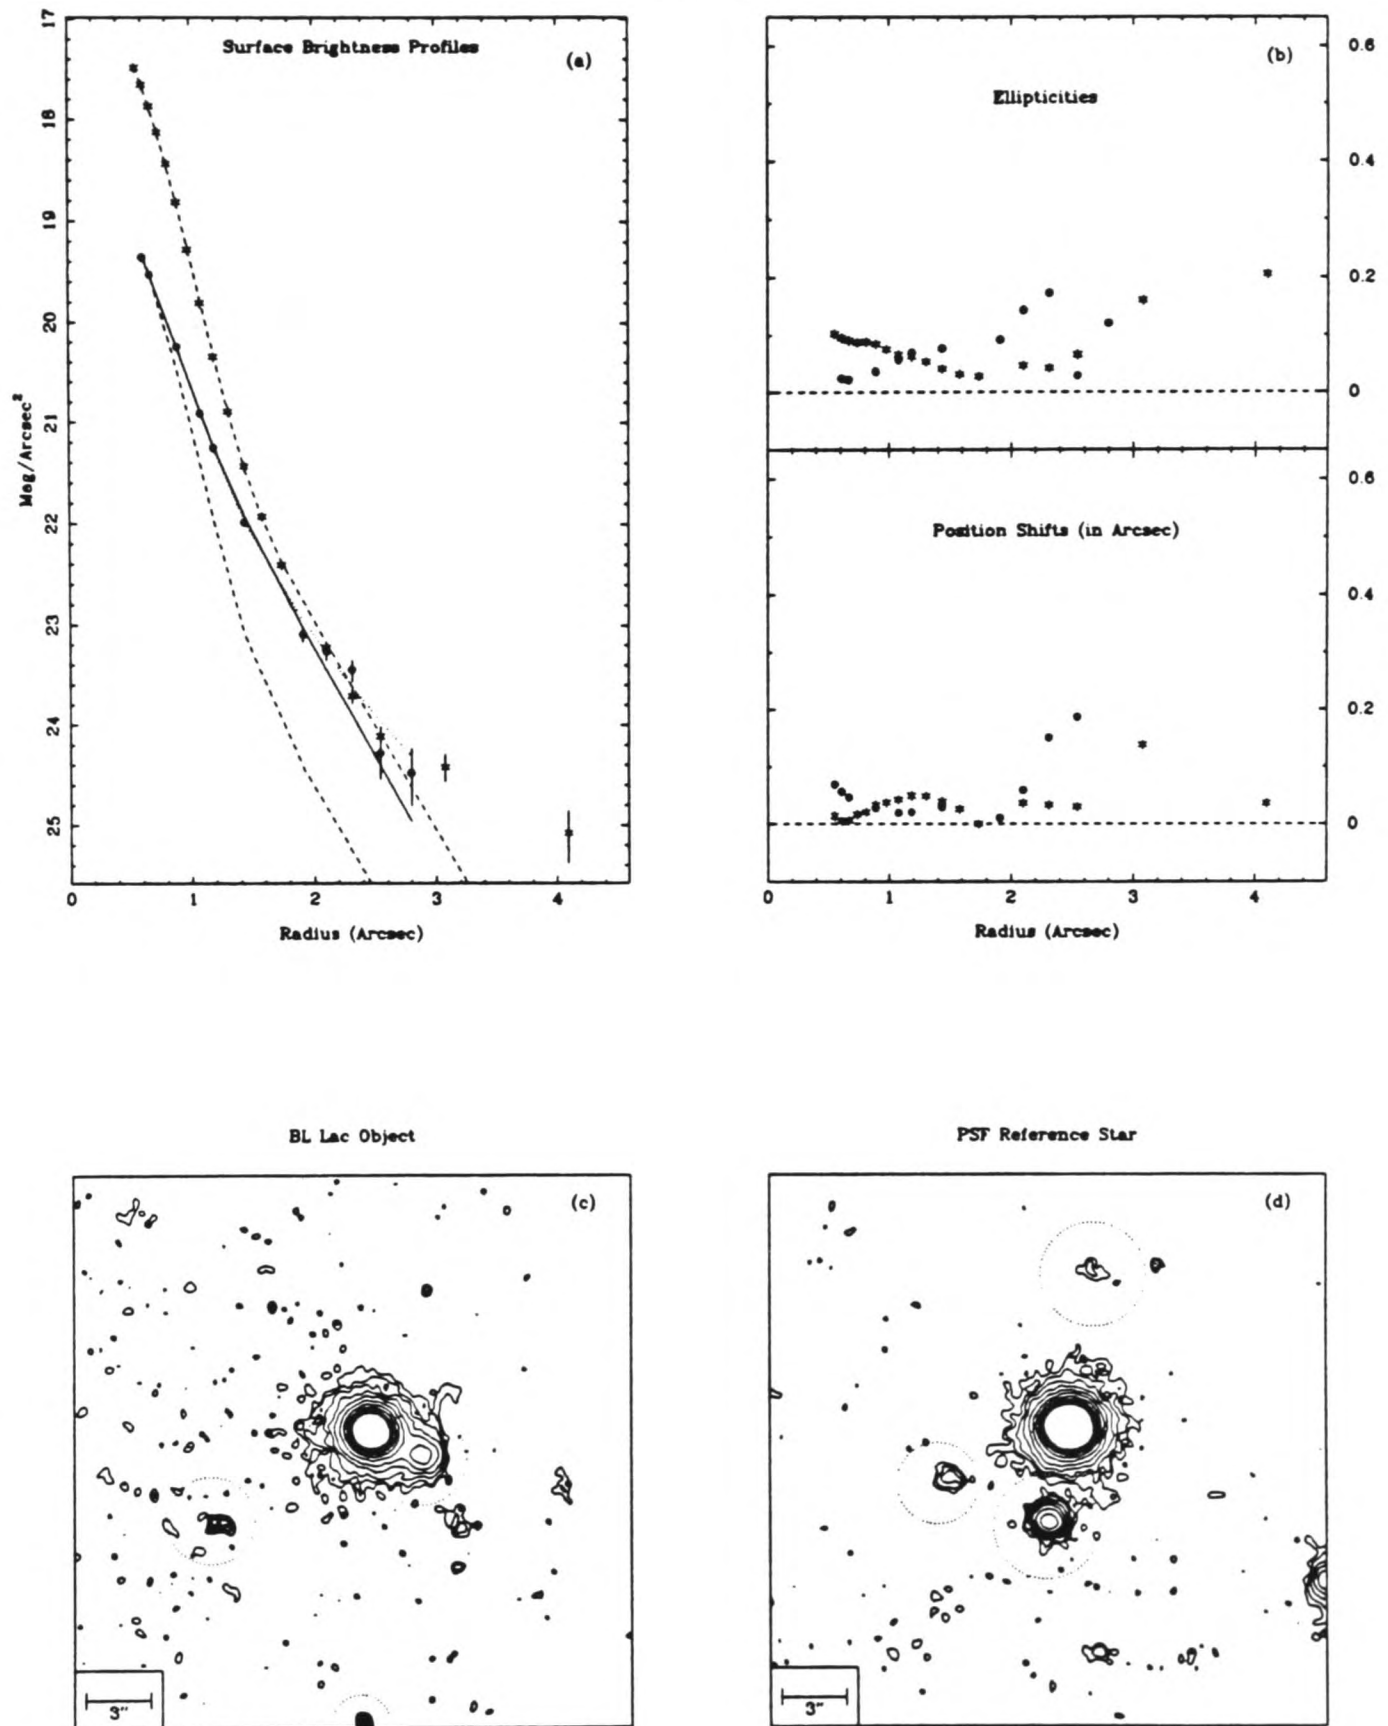 Surface Brightness Profiles
(a)
17
18
19
20
21
22
23
24
25
Mag/Arcsec²
0 1 2 3 4
Radius (Arcsec)
(b)
Ellipticities
0.6
0.4
0.2
0
Position Shifts (in Arcsec)
0.6
0.4
0.2
0
0 1 2 3 4
Radius (Arcsec)
BL Lac Object
(c)
3"
PSF Reference Star
(d)
3"